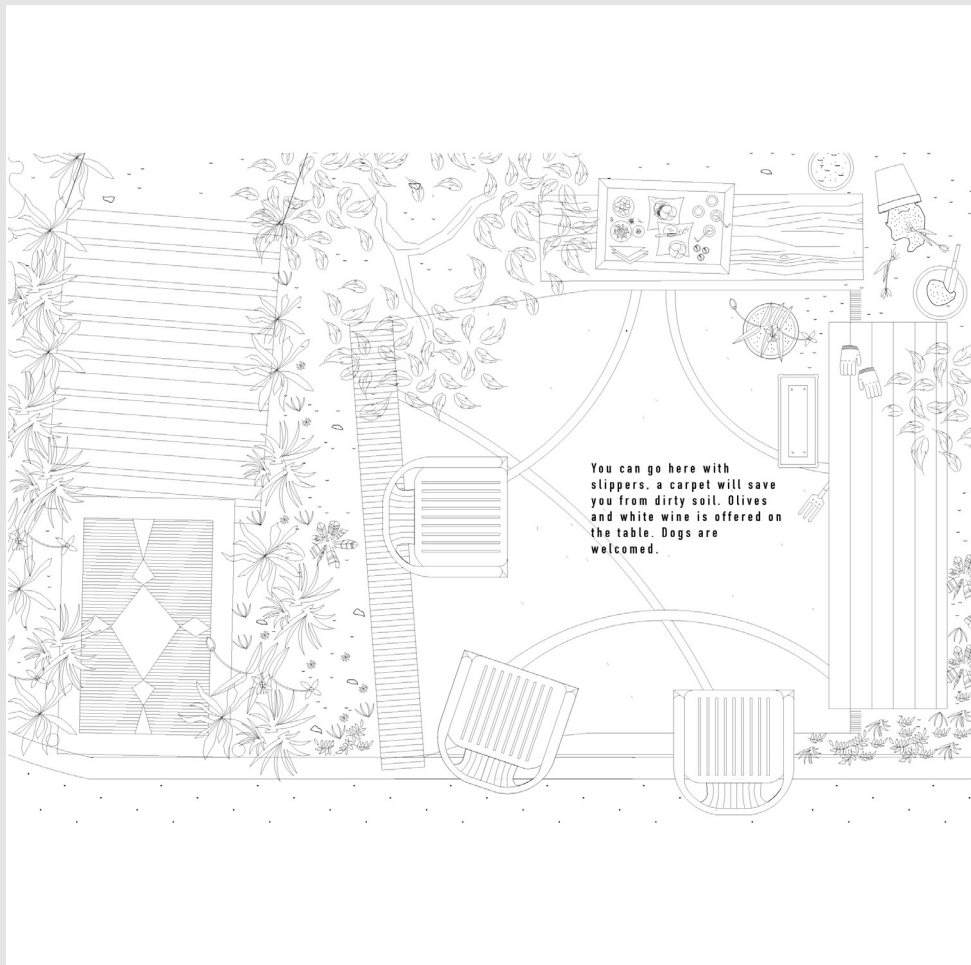 You can go here with
slippers, a carpet will save
you from dirty soil. Olives
and white wine is offered on
the table. Dogs are
welcomed.